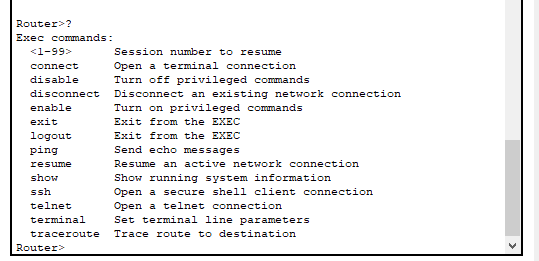 Router>?
Exec commands:
  <1-99>      Session number to resume
  connect     Open a terminal connection
  disable     Turn off privileged commands
  disconnect  Disconnect an existing network connection
  enable      Turn on privileged commands
  exit        Exit from the EXEC
  logout      Exit from the EXEC
  ping        Send echo messages
  resume      Resume an active network connection
  show        Show running system information
  ssh         Open a secure shell client connection
  telnet      Open a telnet connection
  terminal    Set terminal line parameters
  traceroute  Trace route to destination
Router>